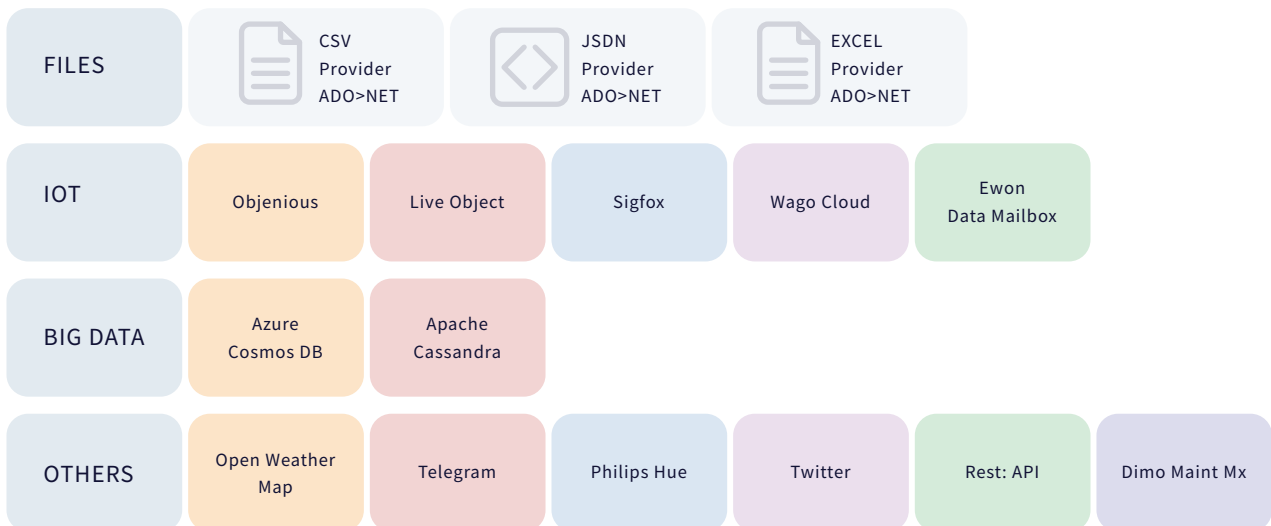 FILES
CSV
Provider
ADO>NET
JSDN
Provider
ADO>NET
EXCEL
Provider
ADO>NET
IOT
Objenious
Live Object
Sigfox
Wago Cloud
Ewon
Data Mailbox
BIG DATA
Azure
Cosmos DB
Apache
Cassandra
OTHERS
Open Weather
Map
Telegram
Philips Hue
Twitter
Rest: API
Dimo Maint Mx